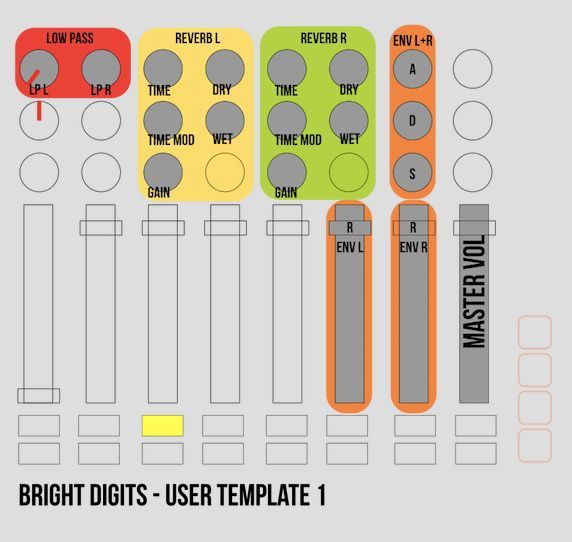 LOW PASS
REVERB L
REVERB R
ENV L+R
LP L
LP R
TIME
DRY
TIME
DRY
A
TIME MOD
WET
TIME MOD
WET
D
GAIN
GAIN
S
R
ENV L
R
ENV R
MASTER VOL
BRIGHT DIGITS - USER TEMPLATE 1